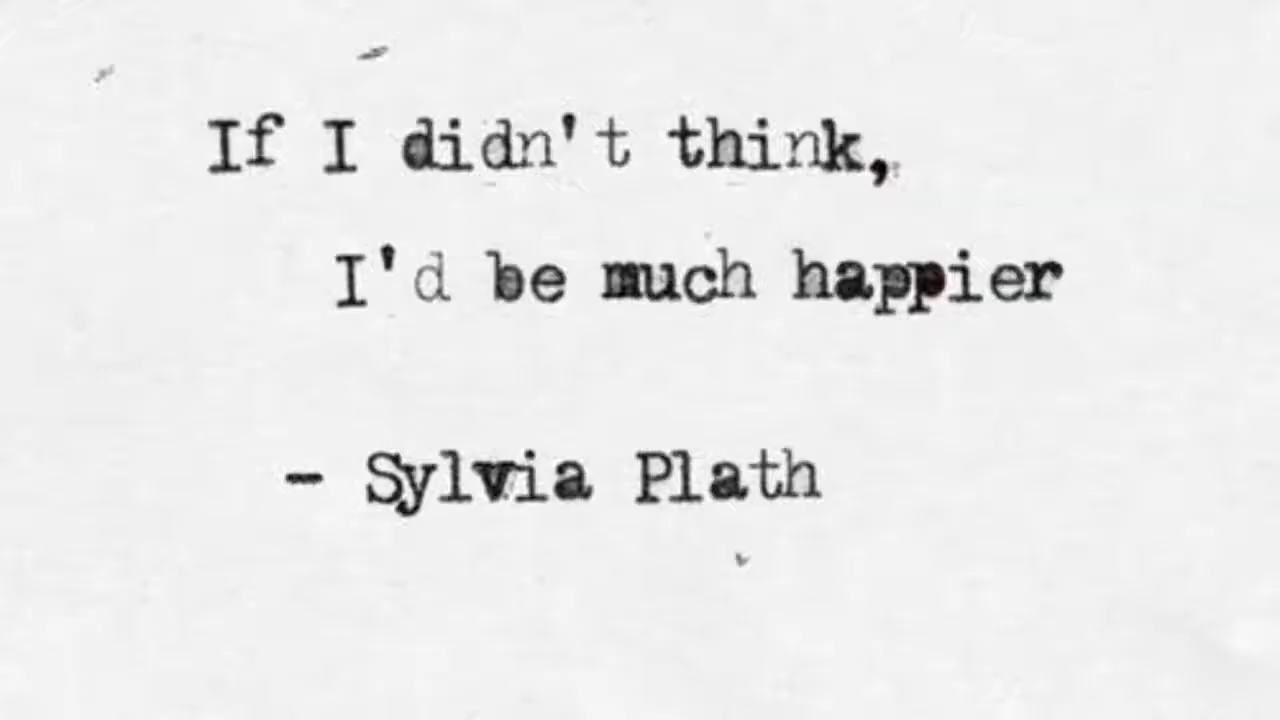 If I didn't think,
I'd be much happier
- Sylvia Plath